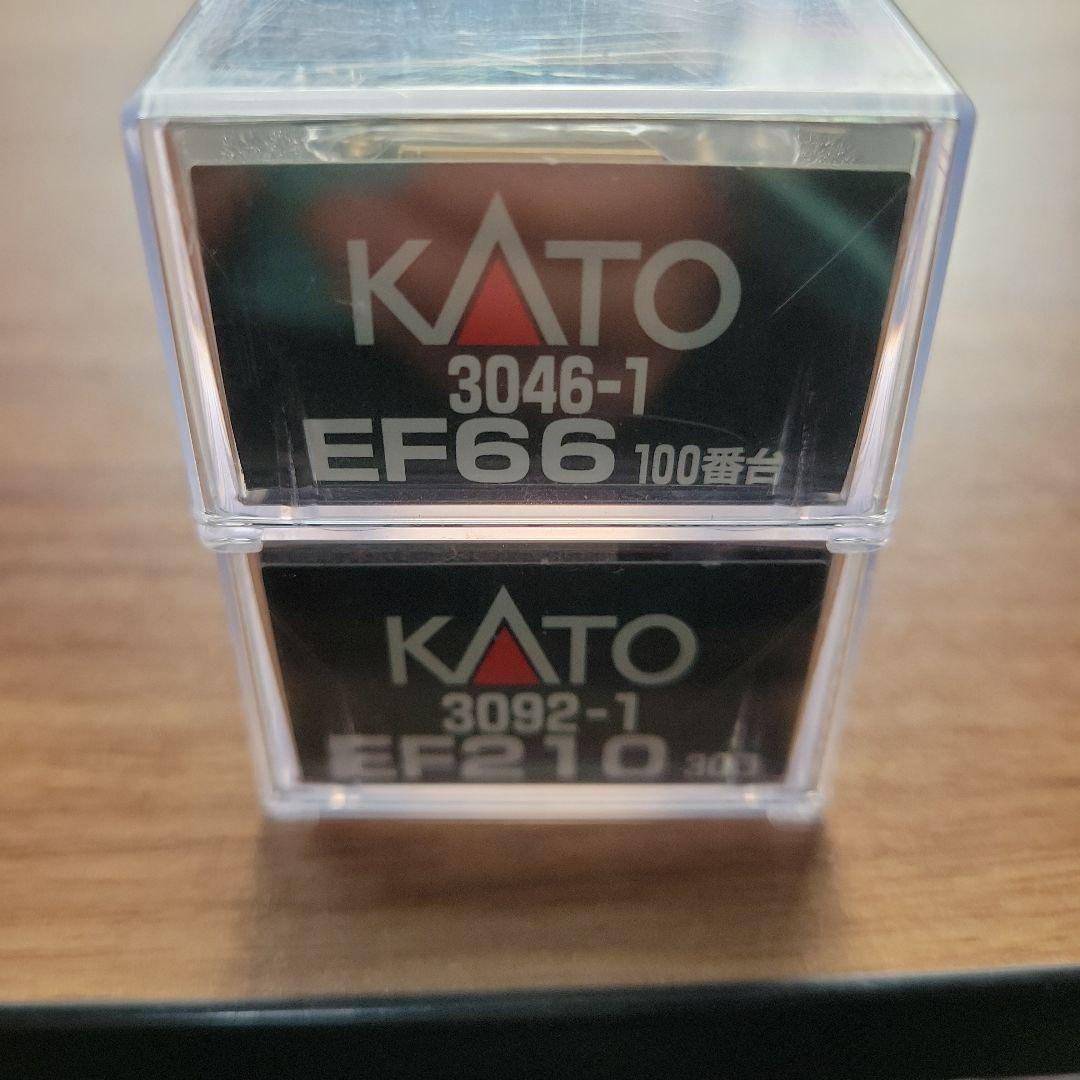 KATO
3046-1
EF66 100番台
KATO
3092-1
EF210